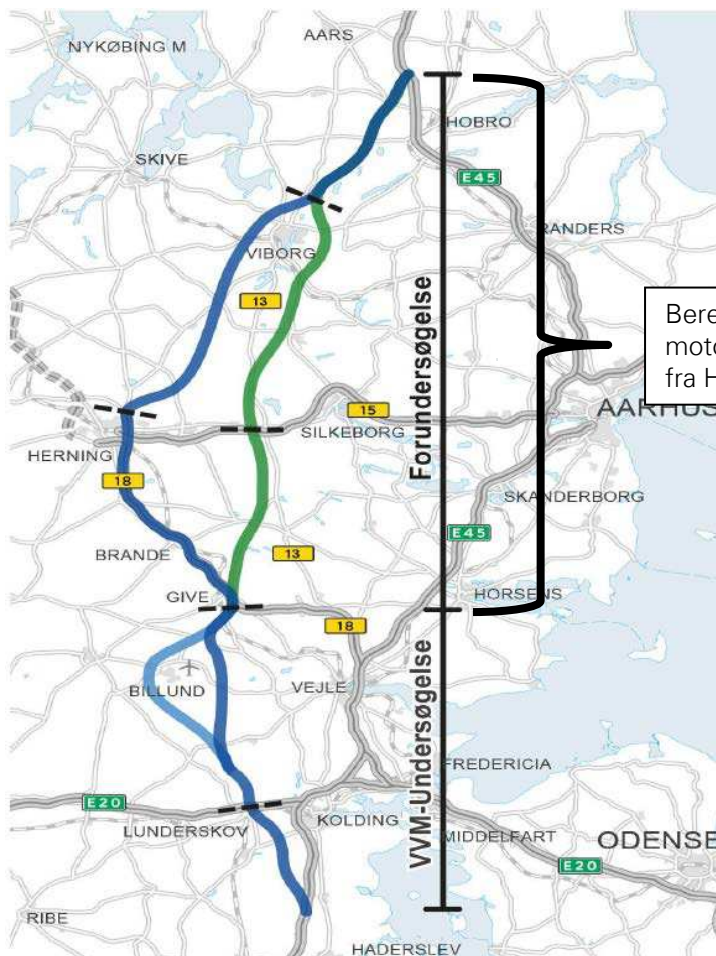 AARS
NYKØBING M
HOBRO
SKIVE
E45
RANDERS
VIBORG
13
Forundersøgelse
Bere
moto
fra H
15
AARHUS
SILKEBORG
HERNING
18
SKANDERBORG
E45
BRANDE
13
GIVE
HORSENS
18
BILLUND
VEJLE
VVM-Undersøgelse
FREDERICIA
E20
KOLDING
LUNDERSKOV
MIDDELFART
ODENSE
E20
RIBE
HADERSLEV